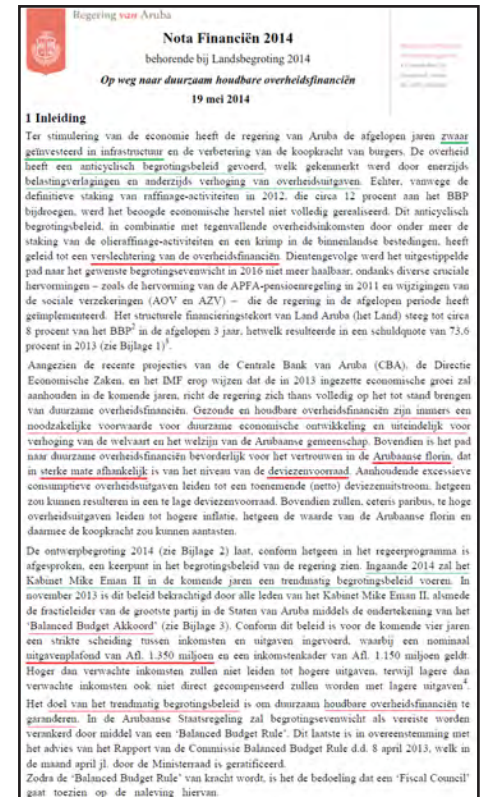 Regering van Aruba
Nota Financiën 2014
behorende bij Landsbegroting 2014
Op weg naar duurzaam houdbare overheidsfinanciën
19 mei 2014
1 Inleiding
Ter stimulering van de economie heeft de regering van Aruba de afgelopen jaren zwaar
geïnvesteerd in infrastructuur en de verbetering van de koopkracht van burgers. De overheid
heeft een anticyclisch begrotingsbeleid gevoerd, welk gekenmerkt werd door enerzijds
belastingverlagingen en anderzijds verhoging van overheidsuitgaven. Echter, vanwege de
definitieve staking van raffinage-activiteiten in 2012, die circa 12 procent aan het BBP
bijdroegen, werd het beoogde economische herstel niet volledig gerealiseerd. Dit anticyclisch
begrotingsbeleid, in combinatie met tegenvallende overheidsinkomsten door onder meer de
staking van de olieraffinage-activiteiten en een krimp in de binnenlandse bestedingen, heeft
geleid tot een verslechtering van de overheidsfinanciën. Dientengevolge werd het uitgestippelde
pad naar het gewenste begrotingsevenwicht in 2016 niet meer haalbaar, ondanks diverse cruciale
hervormingen – zoals de hervorming van de APFA-pensioenregeling in 2011 en wijzigingen van
de sociale verzekeringen (AOV en AZV) – die de regering in de afgelopen periode heeft
geïmplementeerd. Het structurele financieringstekort van Land Aruba (het Land) steeg tot circa
8 procent van het BBP2 in de afgelopen 3 jaar, hetwelk resulteerde in een schuldquote van 73,6
procent in 2013 (zie Bijlage 1)3.
Aangezien de recente projecties van de Centrale Bank van Aruba (CBA), de Directie
Economische Zaken, en het IMF erop wijzen dat de in 2013 ingezette economische groei zal
aanhouden in de komende jaren, richt de regering zich thans volledig op het tot stand brengen
van duurzame overheidsfinanciën. Gezonde en houdbare overheidsfinanciën zijn immers een
noodzakelijke voorwaarde voor duurzame economische ontwikkeling en uiteindelijk voor
verhoging van de welvaart en het welzijn van de Arubaanse gemeenschap. Bovendien is het pad
naar duurzame overheidsfinanciën bevorderlijk voor het vertrouwen in de Arubaanse florin, dat
in sterke mate afhankelijk is van het niveau van de deviezenvoorraad. Aanhoudende excessieve
consumptieve overheidsuitgaven leiden tot een toenemende (netto) deviezenuitstroom, hetgeen
zou kunnen resulteren in een te lage deviezenvoorraad. Bovendien zullen, ceteris paribus, te hoge
overheidsuitgaven leiden tot hogere inflatie, hetgeen de waarde van de Arubaanse florin en
daarmee de koopkracht zou kunnen aantasten.
De ontwerpbegroting 2014 (zie Bijlage 2) laat, conform hetgeen in het regeerprogramma is
afgesproken, een keerpunt in het begrotingsbeleid van de regering zien. Ingaande 2014 zal het
Kabinet Mike Eman II in de komende jaren een trendmatig begrotingsbeleid voeren. In
november 2013 is dit beleid bekrachtigd door alle leden van het Kabinet Mike Eman II, alsmede
de fractieleider van de grootste partij in de Staten van Aruba middels de ondertekening van het
'Balanced Budget Akkoord' (zie Bijlage 3). Conform dit beleid is voor de komende vier jaren
een strikte scheiding tussen inkomsten en uitgaven ingevoerd, waarbij een nominaal
uitgavenplafond van Afl. 1.350 miljoen en een inkomstenkader van Afl. 1.150 miljoen geldt.
Hoger dan verwachte inkomsten zullen niet leiden tot hogere uitgaven, terwijl lagere dan
verwachte inkomsten ook niet direct gecompenseerd zullen worden met lagere uitgaven4.
Het doel van het trendmatig begrotingsbeleid is om duurzaam houdbare overheidsfinanciën te
garanderen. In de Arubaanse Staatsregeling zal begrotingsevenwicht als vereiste worden
verankerd door middel van een 'Balanced Budget Rule'. Dit laatste is in overeenstemming met
het advies van het Rapport van de Commissie Balanced Budget Rule d.d. 8 april 2013, welk in
de maand april jl. door de Ministerraad is geratificeerd.
Zodra de 'Balanced Budget Rule' van kracht wordt, is het de bedoeling dat een 'Fiscal Council'
gaat toezien op de naleving hiervan.